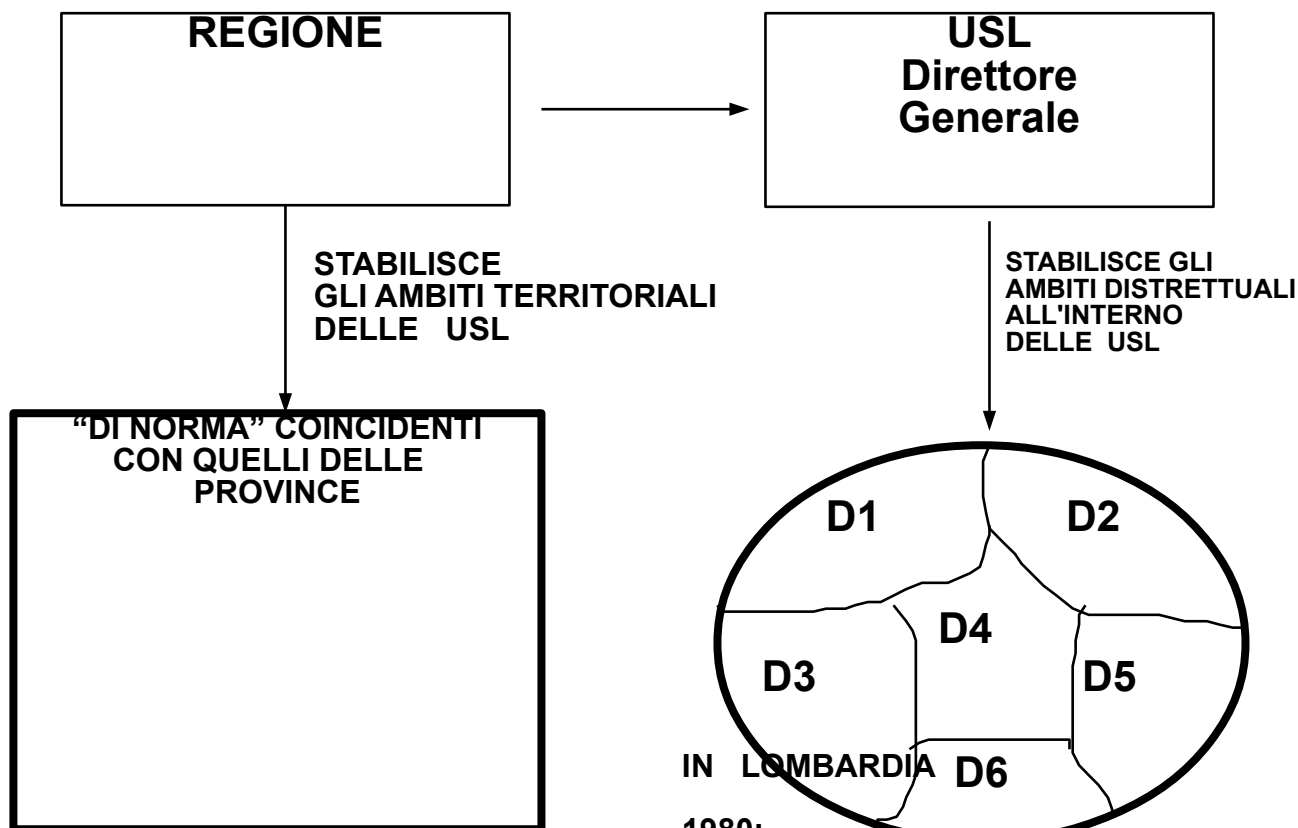 REGIONE
USL
Direttore
Generale
STABILISCE
GLI AMBITI TERRITORIALI
DELLE USL
STABILISCE GLI
AMBITI DISTRETTUALI
ALL'INTERNO
DELLE USL
“DI NORMA” COINCIDENTI
CON QUELLI DELLE
PROVINCE
D1
D2
D4
D3
D5
IN LOMBARDIA
D6
1980: